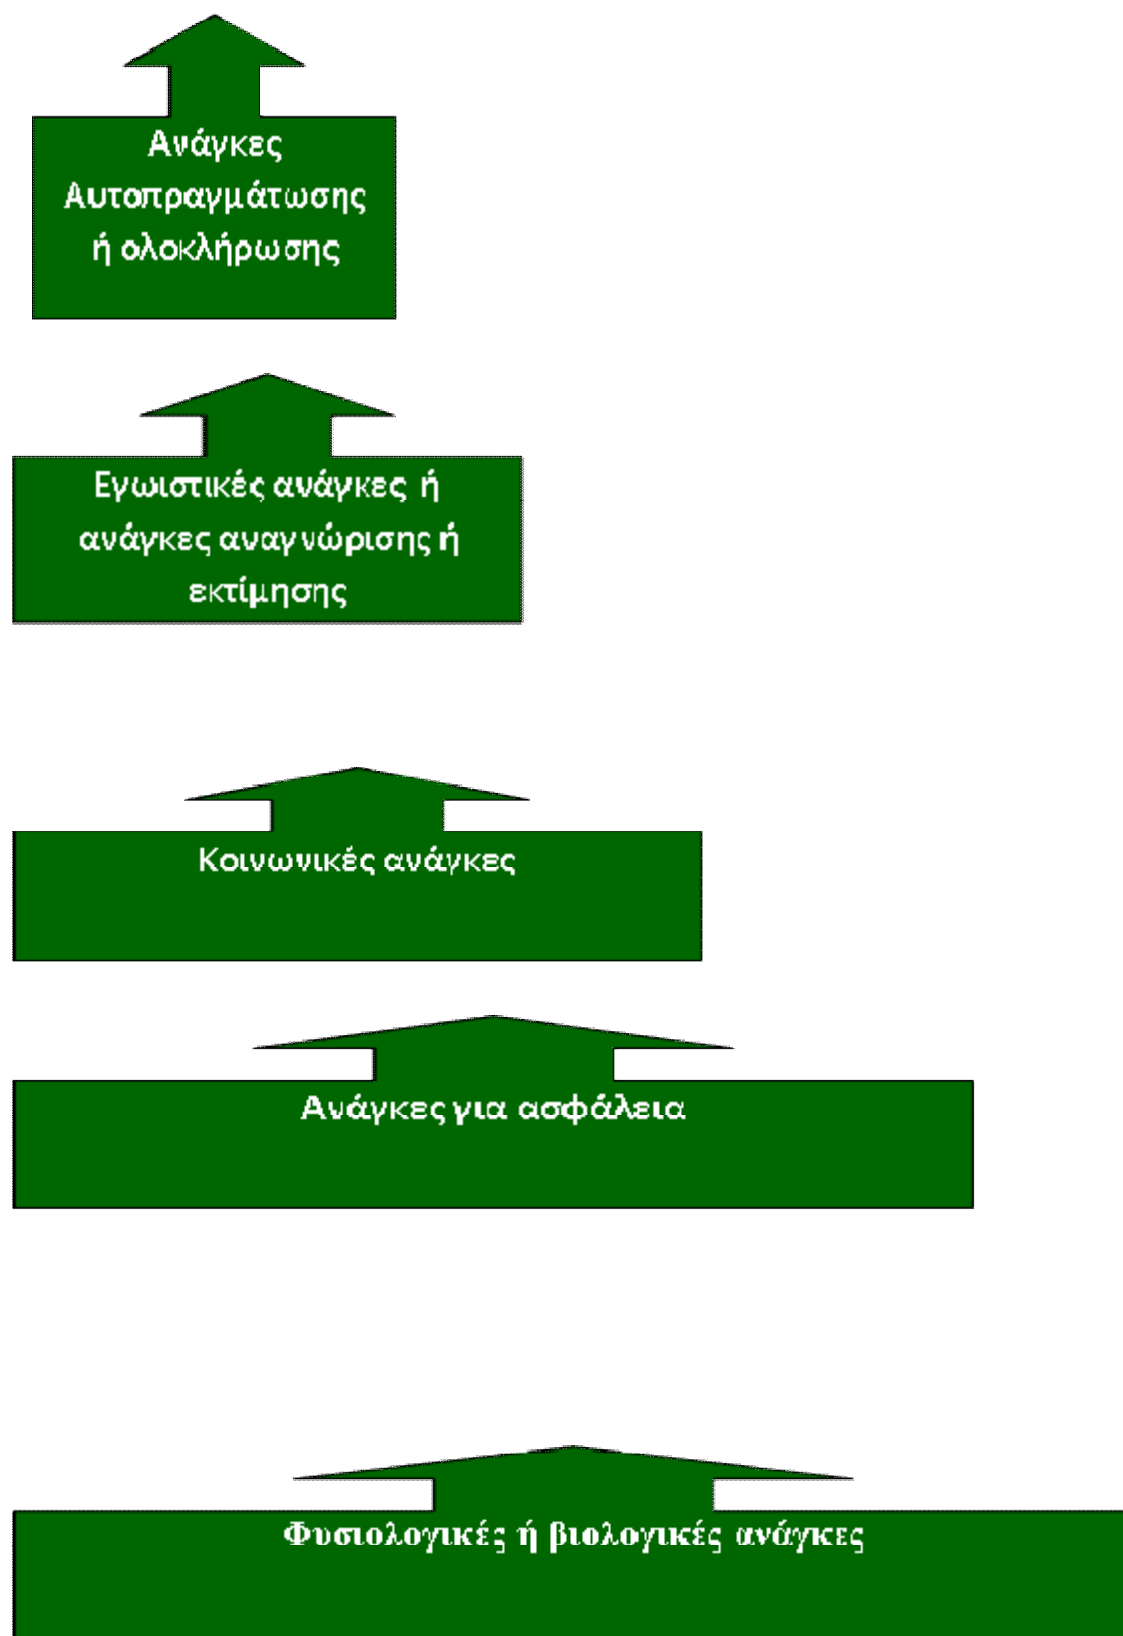 Ανάγκες
Αυτοπραγμάτωσης
ή ολοκλήρωσης
Εγωιστικές ανάγκες ή
ανάγκες αναγνώρισης ή
εκτίμησης
Κοινωνικές ανάγκες
Ανάγκες για ασφάλεια
Φυσιολογικές ή βιολογικές ανάγκες